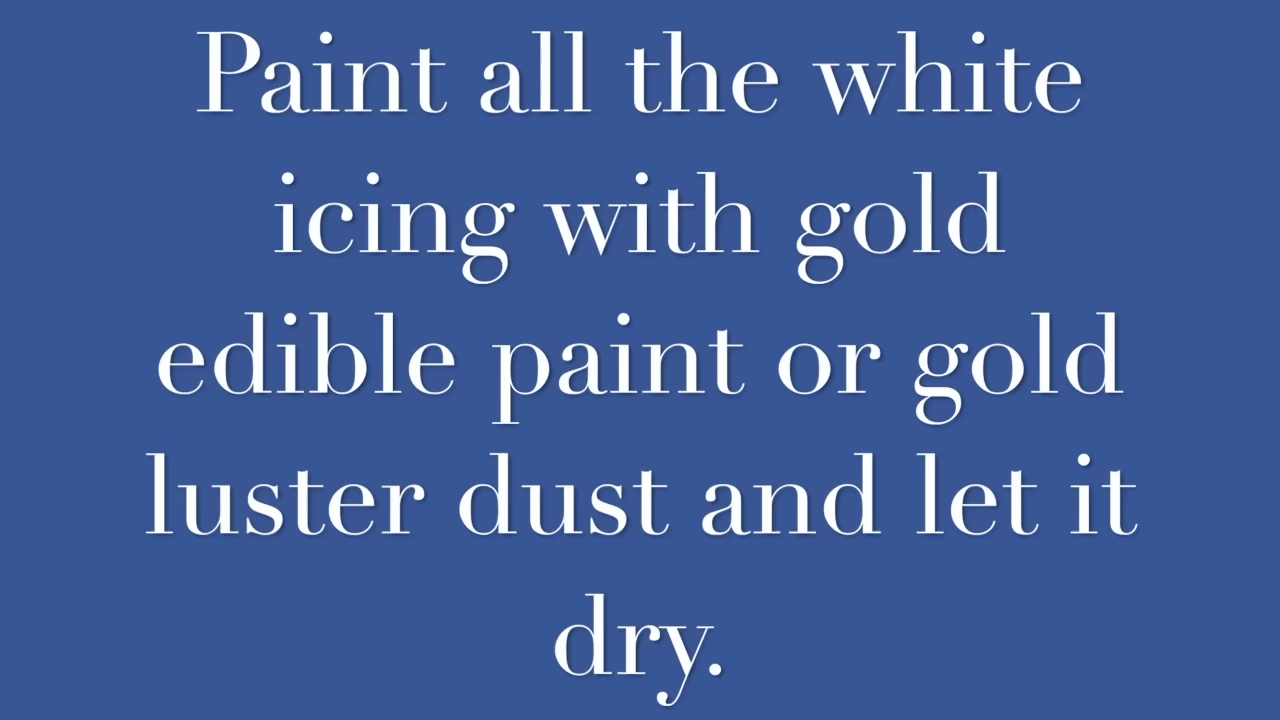 Paint all the white
icing with gold
edible paint or gold
luster dust and let it
dry.